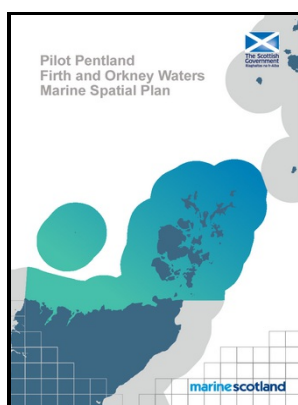 Pilot Pentland
Firth and Orkney Waters
Marine Spatial Plan
The Scottish
Government
marinescotland